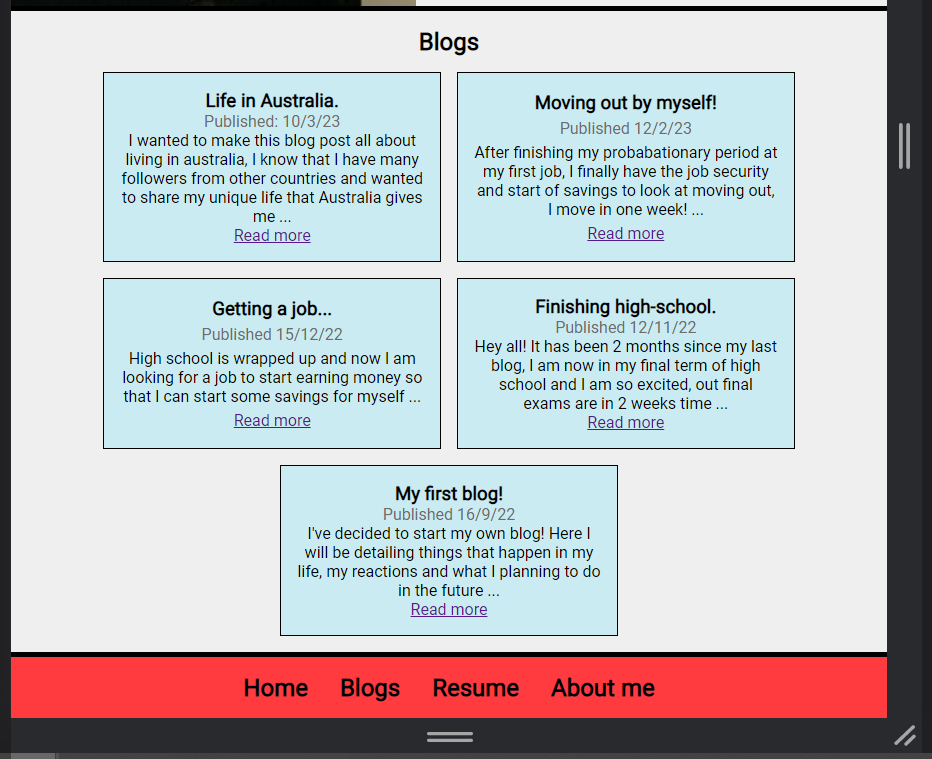 Blogs
Life in Australia.
Published: 10/3/23
I wanted to make this blog post all about
living in australia, I know that I have many
followers from other countries and wanted
to share my unique life that Australia gives
me ...
Read more
Moving out by myself!
Published 12/2/23
After finishing my probabationary period at
my first job, I finally have the job security
and start of savings to look at moving out,
I move in one week! ...
Read more
Getting a job...
Published 15/12/22
High school is wrapped up and now I am
looking for a job to start earning money so
that I can start some savings for myself ...
Read more
Finishing high-school.
Published 12/11/22
Hey all! It has been 2 months since my last
blog, I am now in my final term of high
school and I am so excited, out final
exams are in 2 weeks time ...
Read more
My first blog!
Published 16/9/22
I've decided to start my own blog! Here I
will be detailing things that happen in my
life, my reactions and what I planning to do
in the future ...
Read more
Home Blogs Resume About me